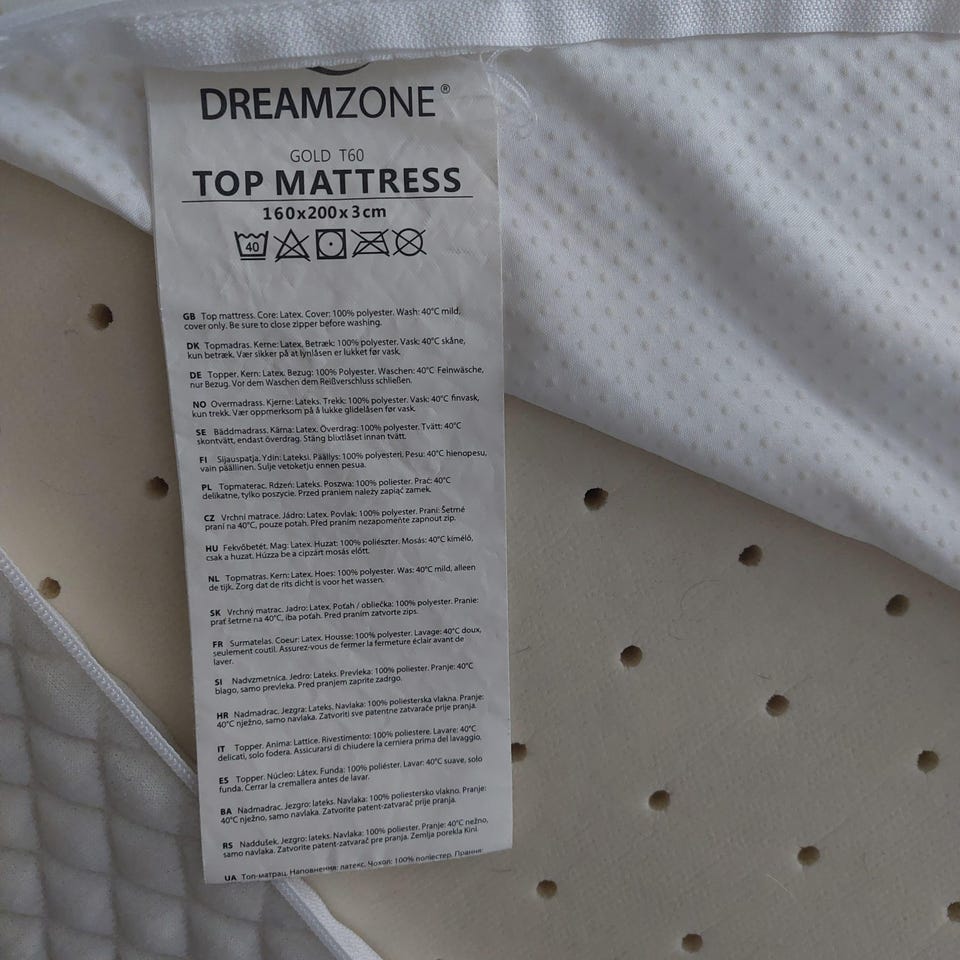 DREAMZONE®
GOLD T60
TOP MATTRESS
160x200x3cm
40
GB Top mattress. Core: Latex. Cover: 100% polyester. Wash: 40°C mild,
cover only. Be sure to close zipper before washing.
DK Topmadras. Kerne: Latex. Betræk: 100% polyester. Vask: 40°C skåne,
kun betræk. Vær sikker på at lynlåsen er lukket før vask.
DE Topper. Kern: Latex. Bezug: 100% Polyester. Waschen: 40°C Feinwäsche,
nur Bezug. Vor dem Waschen dem Reißverschluss schließen.
NO Overmadrass. Kjerne: Lateks. Trekk: 100% polyester. Vask: 40°C finvask,
kun trekk. Vær oppmerksom på å lukke glidelåsen før vask.
SE Bäddmadrass. Kärna: Latex. Överdrag: 100% polyester. Tvätt: 40°C
skontvätt, endast överdrag. Stäng blixtlåset innan tvätt.
FI Sijauspatja. Ydin: Lateksi. Päällys: 100% polyesteri. Pesu: 40°C hienopesu,
vain päällinen. Sulje vetoketju ennen pesua.
PL Topmaterac. Rdzeń: Lateks. Poszwa: 100% poliester. Prać: 40°C
delikatne, tylko poszycie. Przed praniem należy zapiąć zamek.
CZ Vrchní matrace. Jádro: Latex. Povlak: 100% polyester. Praní: Šetrné
praní na 40°C, pouze potah. Před praním nezapomeňte zapnout zip.
HU Fekvőbetét. Mag: Latex. Huzat: 100% poliészter. Mosás: 40°C kímélő,
csak a huzat. Húzza be a cipzárt mosás előtt.
NL Topmatras. Kern: Latex. Hoes: 100% polyester. Was: 40°C mild, alleen
de tijk. Zorg dat de rits dicht is voor het wassen.
SK Vrchný matrac. Jadro: Latex. Poťah / obliečka: 100% polyester. Pranie:
prať šetrne na 40°C, iba poťah. Pred praním zatvorte zips.
FR Surmatelas. Coeur: Latex. Housse: 100% polyester. Lavage: 40°C doux,
seulement coutil. Assurez-vous de fermer la fermeture éclair avant de
laver.
SI Nadvzmetnica. Jedro: Lateks. Prevleka: 100% poliester. Pranje: 40°C
blago, samo prevleka. Pred pranjem zaprite zadrgo.
HR Nadmadrac. Jezgra: Lateks. Navlaka: 100% poliesterska vlakna. Pranje:
40°C nježno, samo navlaka. Zatvoriti sve patentne zatvarače prije pranja.
IT Topper. Anima: Lattice. Rivestimento: 100% poliestere. Lavare: 40°C
delicati, solo fodera. Assicurarsi di chiudere la cerniera prima del lavaggio.
ES Topper. Núcleo: Látex. Funda: 100% poliéster. Lavar: 40°C suave, solo
funda. Cerrar la cremallera antes de lavar.
BA Nadmadrac. Jezgro: lateks. Navlaka: 100% poliestersko vlakno. Pranje:
40°C nježno, samo navlaka. Zatvorite patent-zatvarač prije pranja.
RS Naddušek. Jezgro: lateks. Navlaka: 100% poliester. Pranje: 40°C nežno,
samo navlaka. Zatvorite patent-zatvarač pre pranja. Zemlja porekla Kini.
UA Топ-матрац. Наповнення: латекс. Чохол: 100% поліестер. Прання: